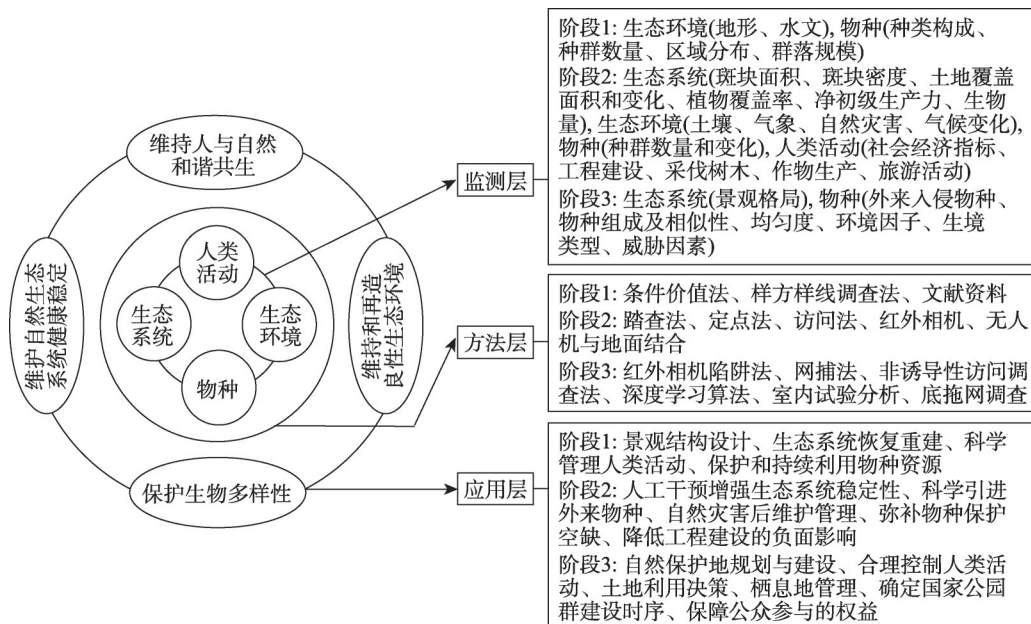 维持人与自然
和谐共生
维护自然生态
系统健康稳定
人类
活动
生态
系统
生态
环境
物种
维持和再造
良性生态环境
保护生物多样性
监测层
阶段1: 生态环境(地形、水文), 物种(种类构成、
种群数量、区域分布、群落规模)
阶段2: 生态系统(斑块面积、斑块密度、土地覆盖
面积和变化、植物覆盖率、净初级生产力、生物
量), 生态环境(土壤、气象、自然灾害、气候变化),
物种(种群数量和变化), 人类活动(社会经济指标、
工程建设、采伐树木、作物生产、旅游活动)
阶段3: 生态系统(景观格局), 物种(外来入侵物种、
物种组成及相似性、均匀度、环境因子、生境
类型、威胁因素)
方法层
阶段1: 条件价值法、样方样线调查法、文献资料
阶段2: 踏查法、定点法、访问法、红外相机、无人
机与地面结合
阶段3: 红外相机陷阱法、网捕法、非诱导性访问调
查法、深度学习算法、室内试验分析、底拖网调查
应用层
阶段1: 景观结构设计、生态系统恢复重建、科学
管理人类活动、保护和持续利用物种资源
阶段2: 人工干预增强生态系统稳定性、科学引进
外来物种、自然灾害后维护管理、弥补物种保护
空缺、降低工程建设的负面影响
阶段3: 自然保护地规划与建设、合理控制人类活
动、土地利用决策、栖息地管理、确定国家公园
群建设时序、保障公众参与的权益